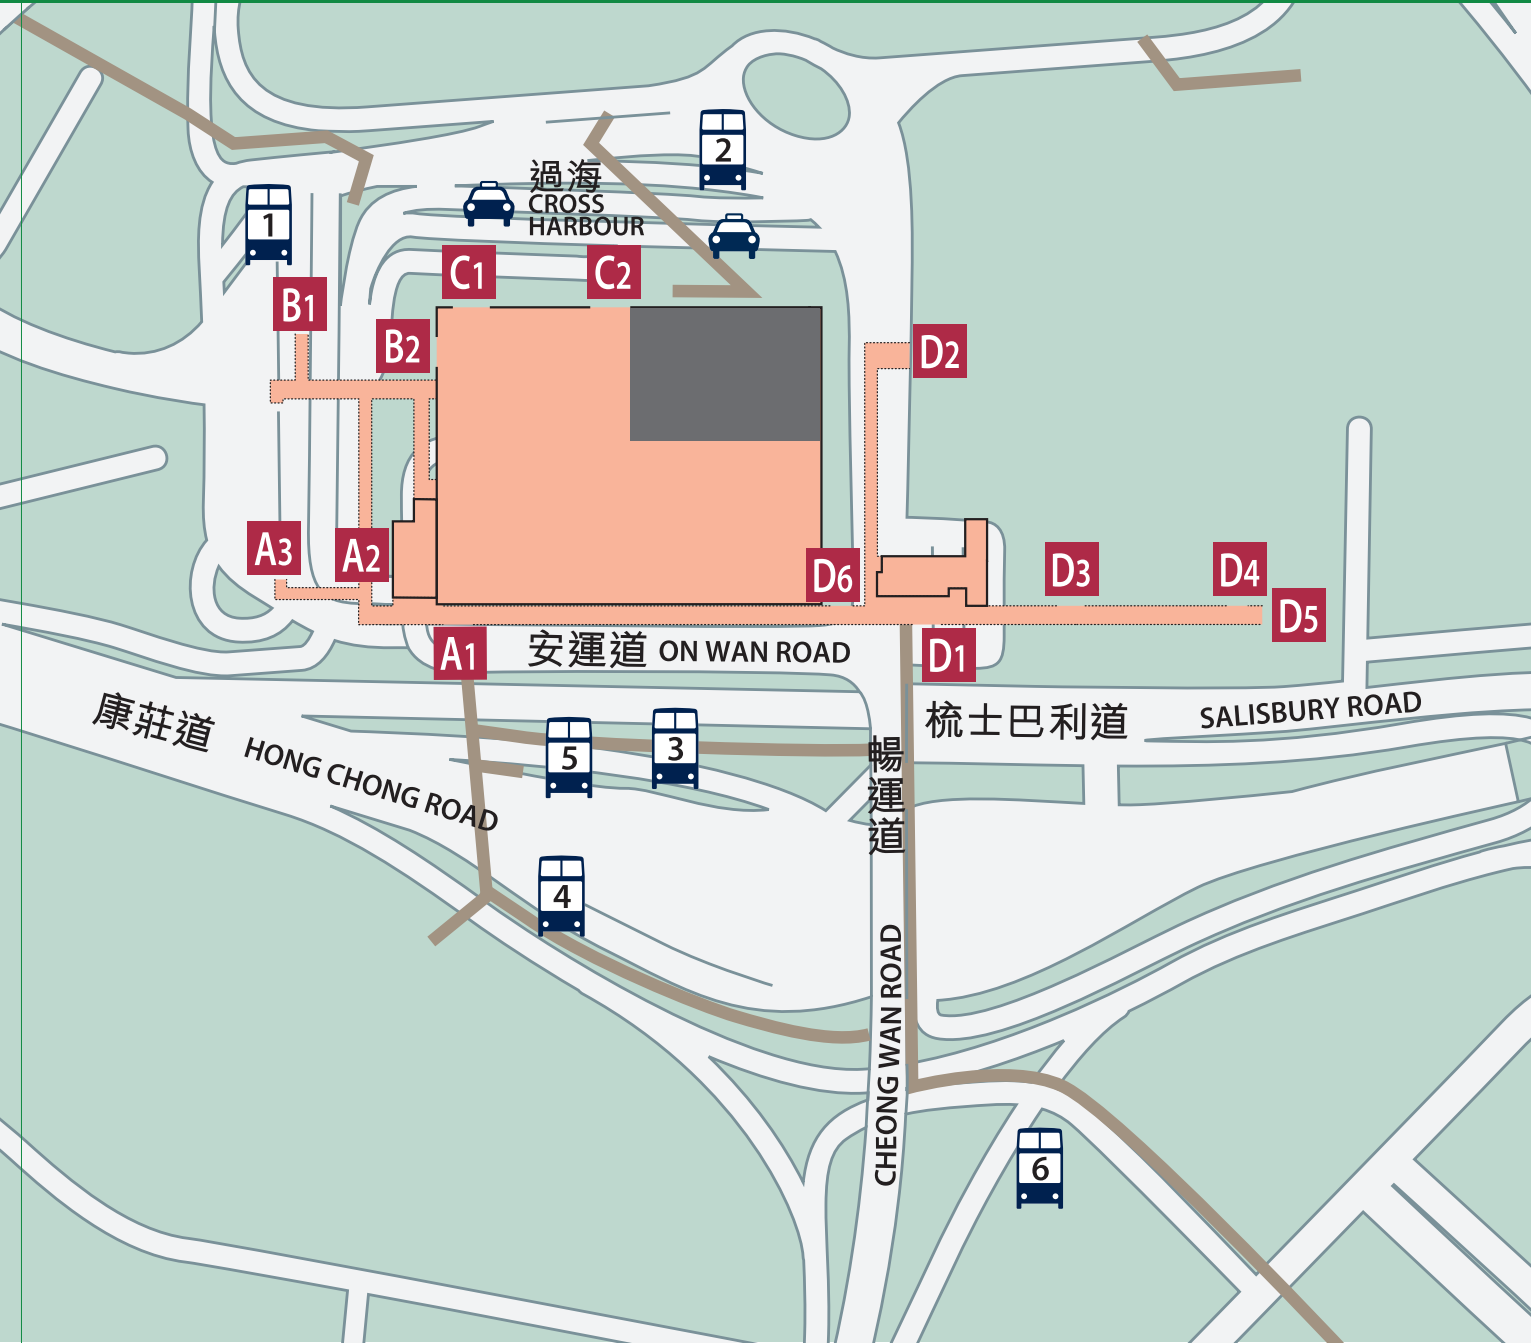 2
過海
CROSS
HARBOUR
1
C1
C2
B1
B2
D2
A3
A2
D6
D3
D4
D5
A1
安運道 ON WAN ROAD
D1
康莊道 HONG CHONG ROAD
梳士巴利道 SALISBURY ROAD
5
3
暢運道
CHEONG WAN ROAD
4
6